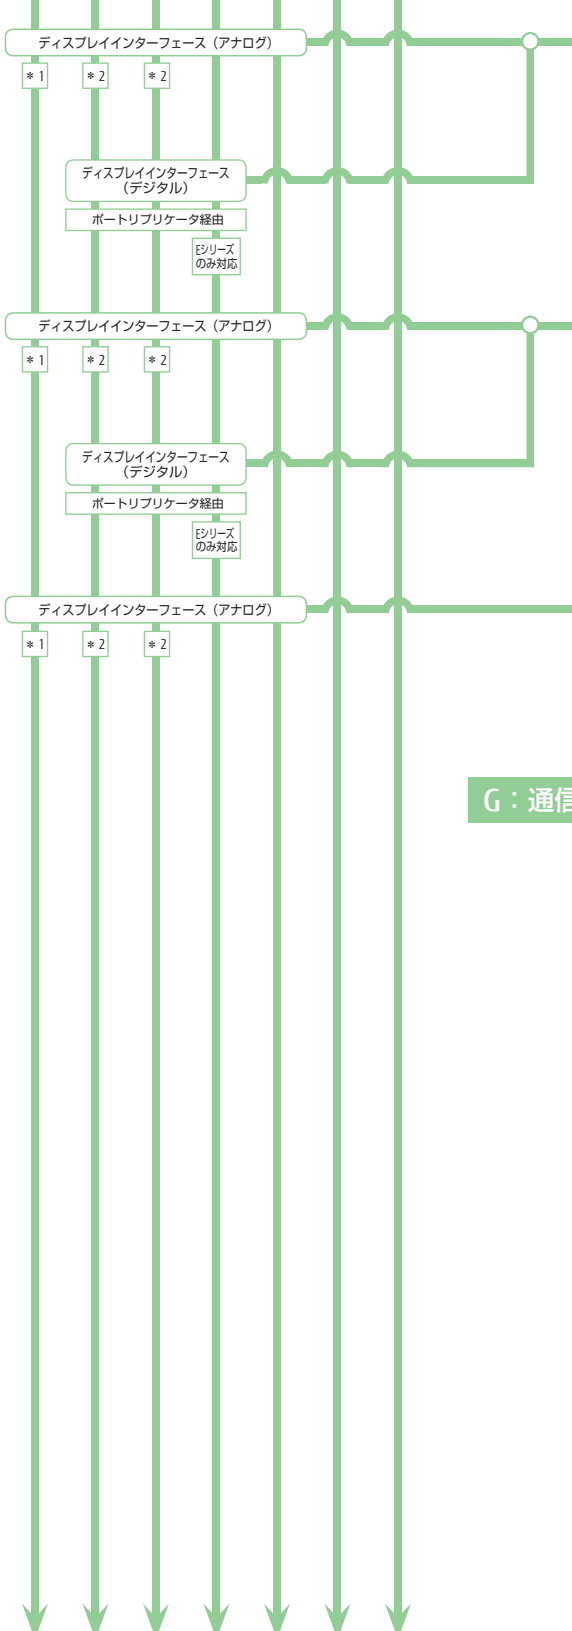 ディスプレイインターフェース（アナログ）
＊1 ＊2 ＊2
ディスプレイインターフェース
（デジタル）
ポートリプリケータ経由
Eシリーズ
のみ対応
ディスプレイインターフェース（アナログ）
＊1 ＊2 ＊2
ディスプレイインターフェース
（デジタル）
ポートリプリケータ経由
Eシリーズ
のみ対応
ディスプレイインターフェース（アナログ）
＊1 ＊2 ＊2
G：通信